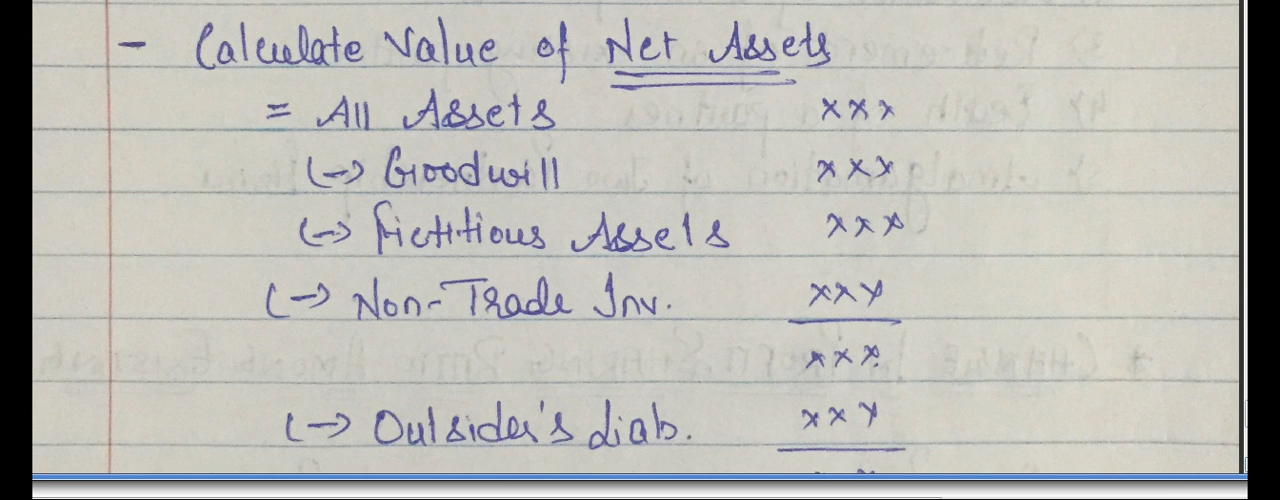 - Calculate Value of Net Assets
= All Assets xxx
(-) Goodwill xxx
(-) Fictitious Assets xxx
(-) Non-Trade Inv. xxx
xxx
(-) Outsider's Liab. xxx